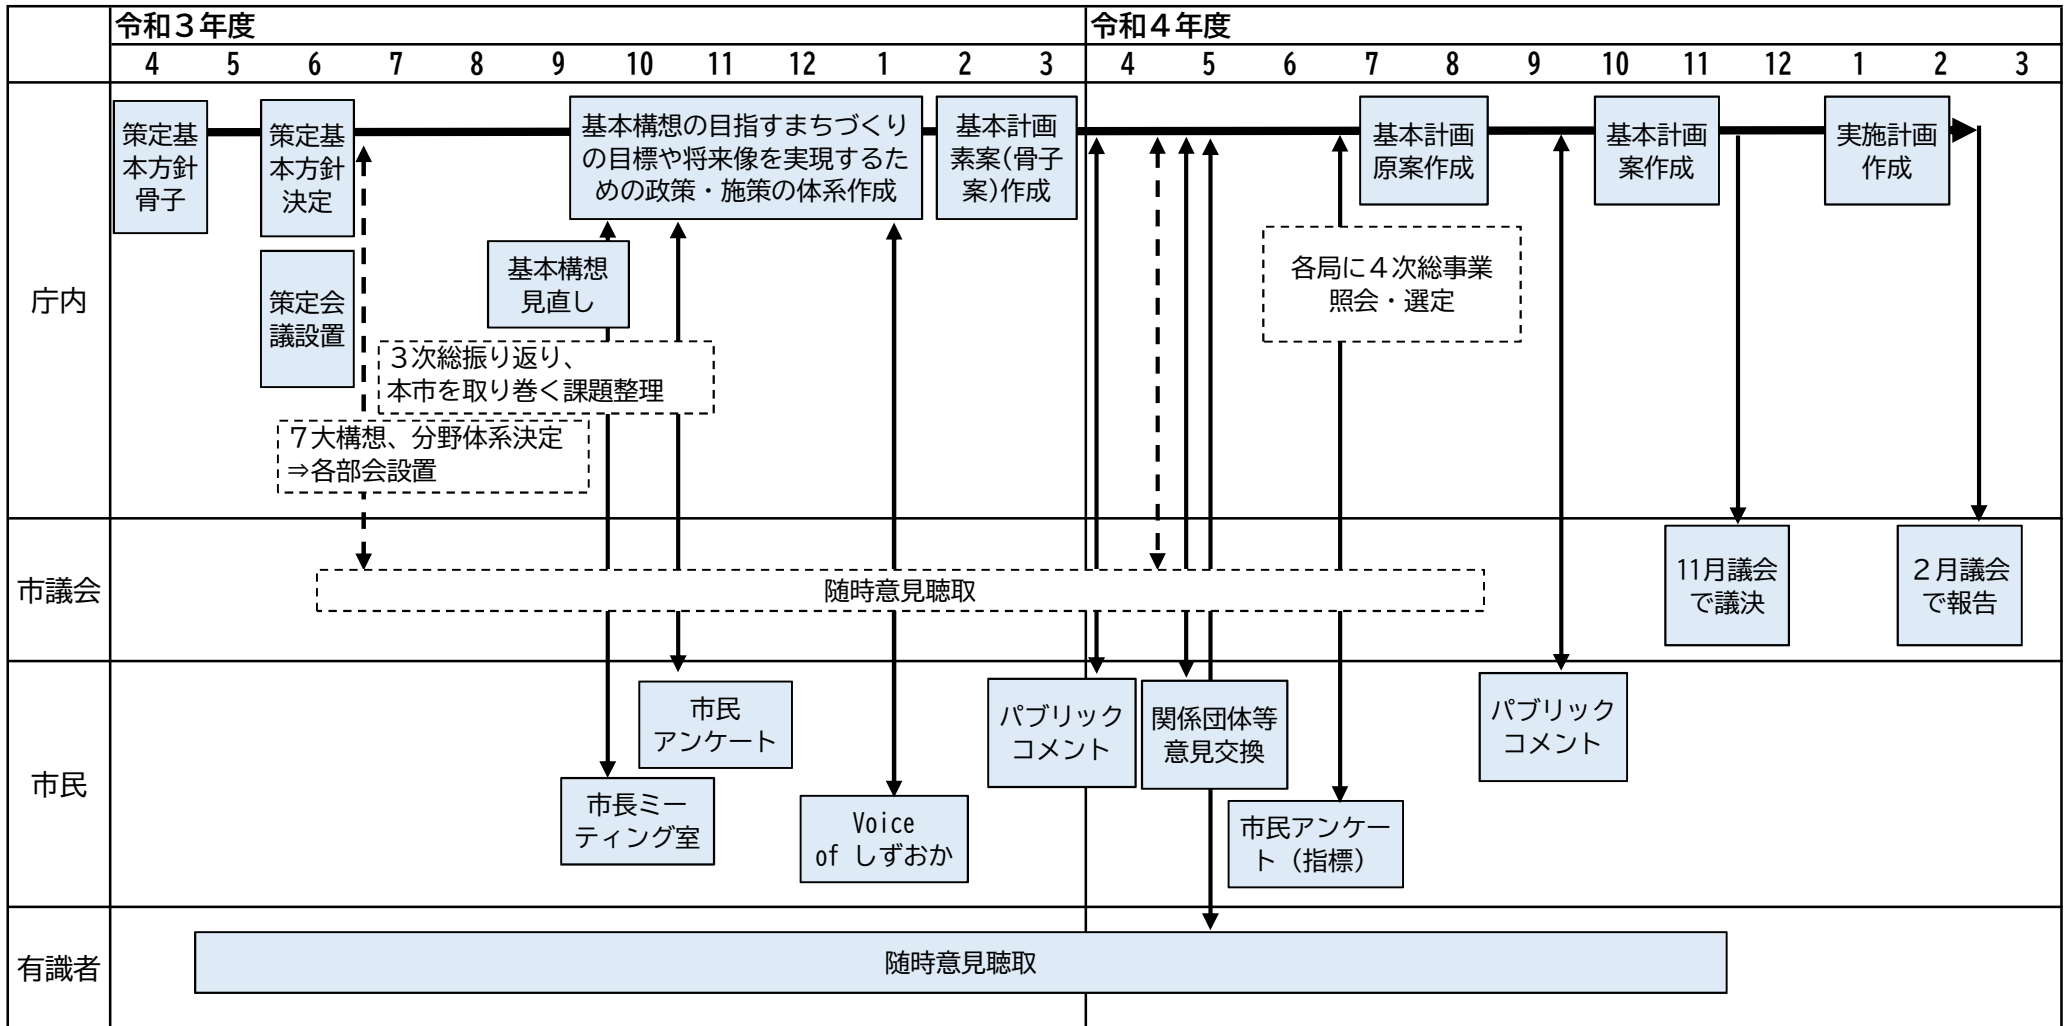 令和３年度
令和４年度
4 5 6 7 8 9 10 11 12 1 2 3 4 5 6 7 8 9 10 11 12 1 2 3
庁内
策定基
本方針
骨子
策定基
本方針
決定
策定会
議設置
基本構想の目指すまちづくり
の目標や将来像を実現するた
めの政策・施策の体系作成
基本計画
素案(骨子
案)作成
基本計画
原案作成
基本計画
案作成
実施計画
作成
基本構想
見直し
各局に４次総事業
照会・選定
３次総振り返り、
本市を取り巻く課題整理
７大構想、分野体系決定
⇒各部会設置
市議会
随時意見聴取
11月議会
で議決
２月議会
で報告
市民
市民
アンケート
市長ミー
ティング室
Voice
of しずおか
パブリック
コメント
関係団体等
意見交換
市民アンケー
ト（指標）
パブリック
コメント
有識者
随時意見聴取